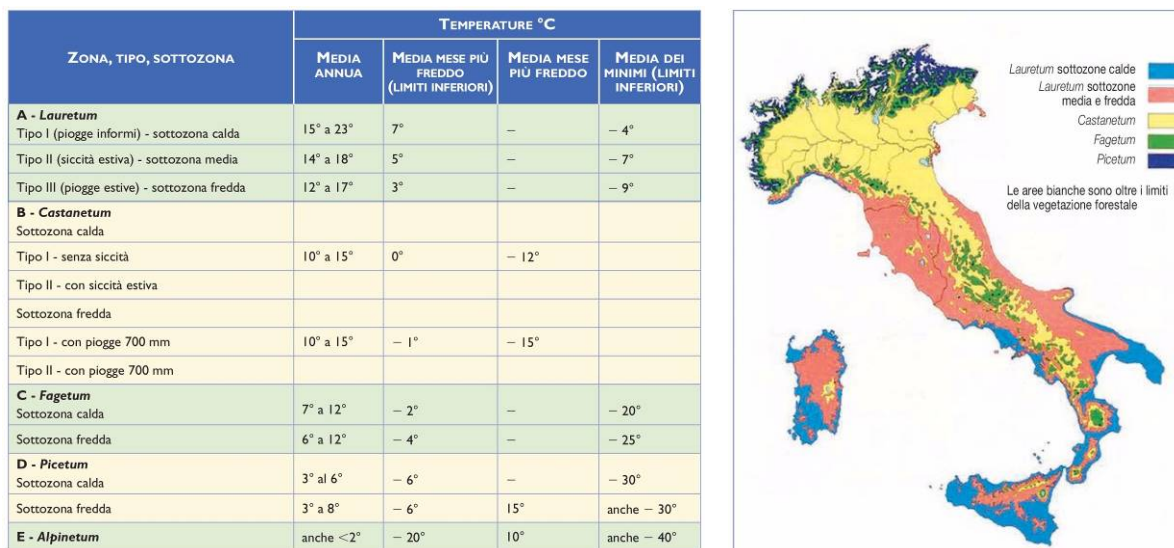 TEMPERATURE °C
ZONA, TIPO, SOTTOZONA
MEDIA ANNUA
MEDIA MESE PIÙ FREDDO (LIMITI INFERIORI)
MEDIA MESE PIÙ FREDDO
MEDIA DEI MINIMI (LIMITI INFERIORI)
A - Lauretum
Tipo I (piogge informi) - sottozona calda 15° a 23° 7° – – 4°
Tipo II (siccità estiva) - sottozona media 14° a 18° 5° – – 7°
Tipo III (piogge estive) - sottozona fredda 12° a 17° 3° – – 9°
B - Castanetum
Sottozona calda
Tipo I - senza siccità 10° a 15° 0° – 12°
Tipo II - con siccità estiva
Sottozona fredda
Tipo I - con piogge 700 mm 10° a 15° – 1° – 15°
Tipo II - con piogge 700 mm
C - Fagetum
Sottozona calda 7° a 12° – 2° – – 20°
Sottozona fredda 6° a 12° – 4° – – 25°
D - Picetum
Sottozona calda 3° al 6° – 6° – – 30°
Sottozona fredda 3° a 8° – 6° 15° anche – 30°
E - Alpinetum anche <2° – 20° 10° anche – 40°
Lauretum sottozone calde
Lauretum sottozone
media e fredda
Castanetum
Fagetum
Picetum
Le aree bianche sono oltre i limiti
della vegetazione forestale